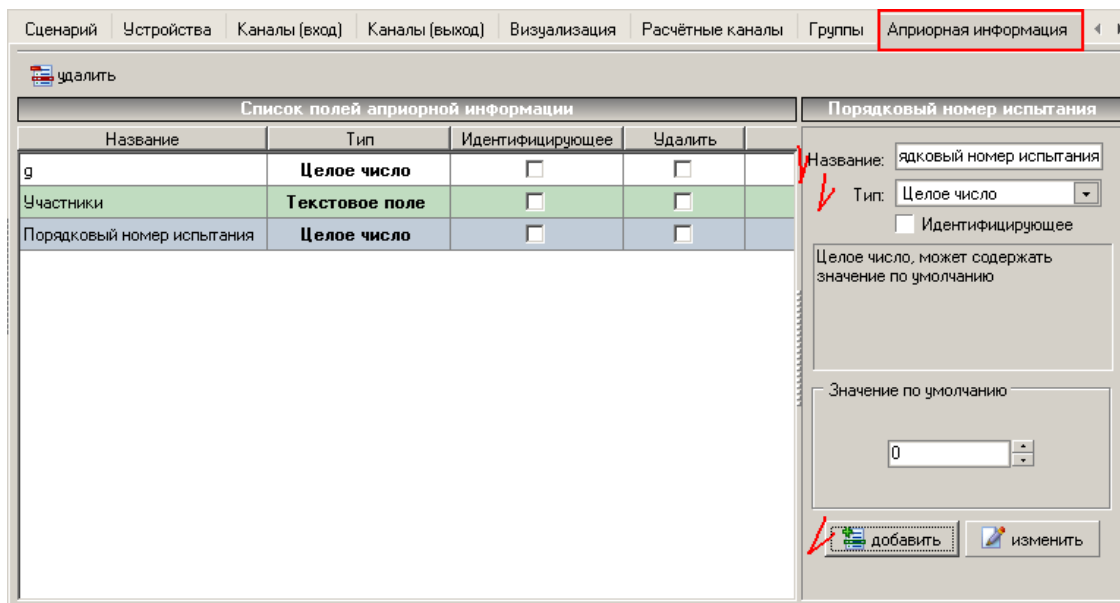 Сценарий Устройства Каналы (вход) Каналы (выход) Визуализация Расчётные каналы Группы Априорная информация
удалить
Список полей априорной информации
Название Тип Идентифицирующее Удалить
g Целое число
Участники Текстовое поле
Порядковый номер испытания Целое число
Порядковый номер испытания
Название: ядковый номер испытания
Тип: Целое число
Идентифицирующее
Целое число, может содержать
значение по умолчанию
Значение по умолчанию
0
добавить изменить